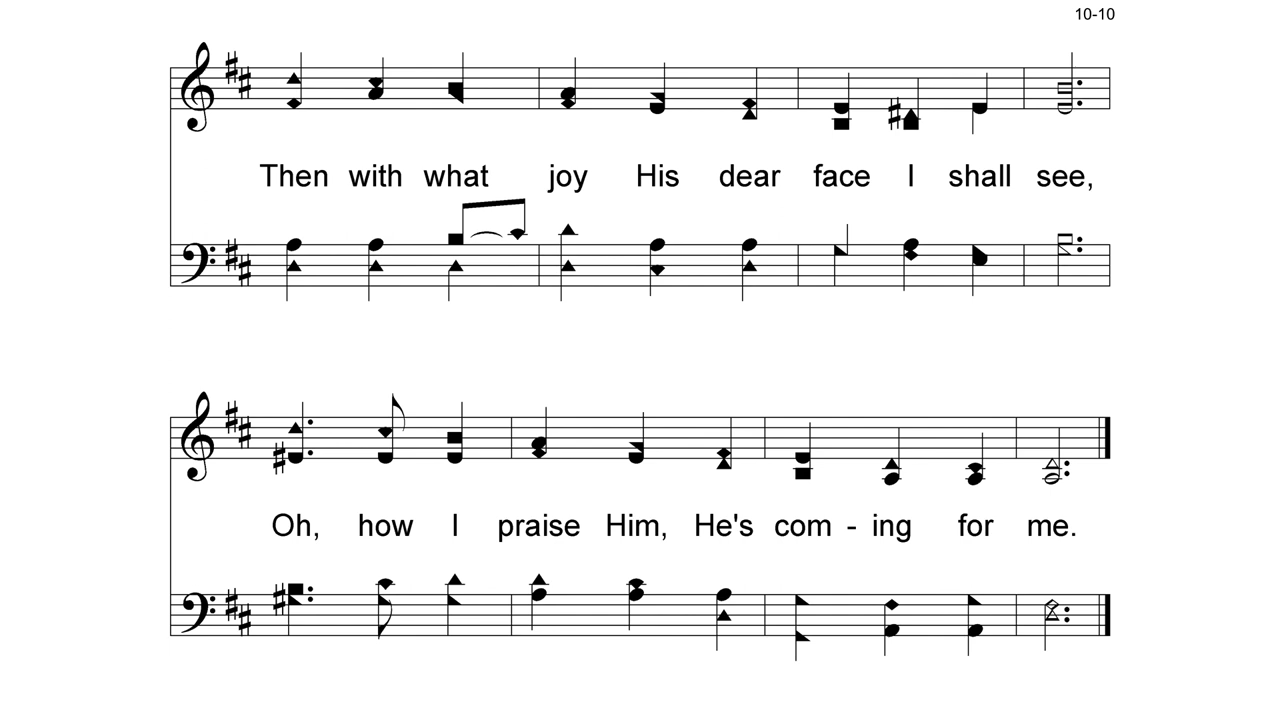 10-10
Then with what joy His dear face I shall see,
Oh, how I praise Him, He's com - ing for me.